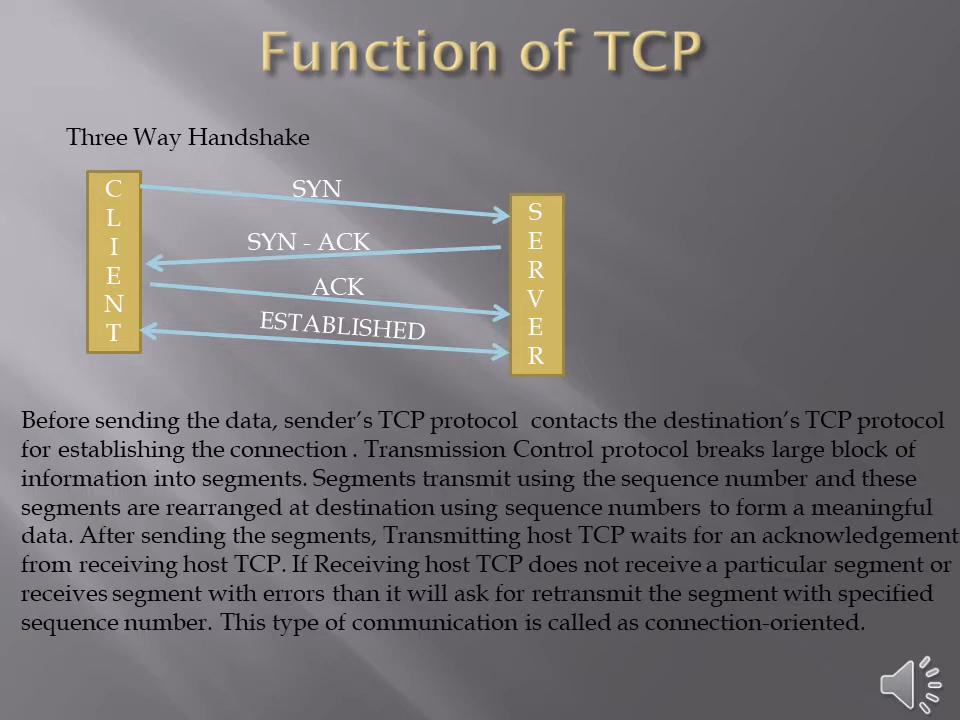 Function of TCP
Three Way Handshake
C
L
I
E
N
T
SYN
SYN - ACK
ACK
ESTABLISHED
S
E
R
V
E
R
Before sending the data, sender’s TCP protocol contacts the destination’s TCP protocol
for establishing the connection . Transmission Control protocol breaks large block of
information into segments. Segments transmit using the sequence number and these
segments are rearranged at destination using sequence numbers to form a meaningful
data. After sending the segments, Transmitting host TCP waits for an acknowledgement
from receiving host TCP. If Receiving host TCP does not receive a particular segment or
receives segment with errors than it will ask for retransmit the segment with specified
sequence number. This type of communication is called as connection-oriented.